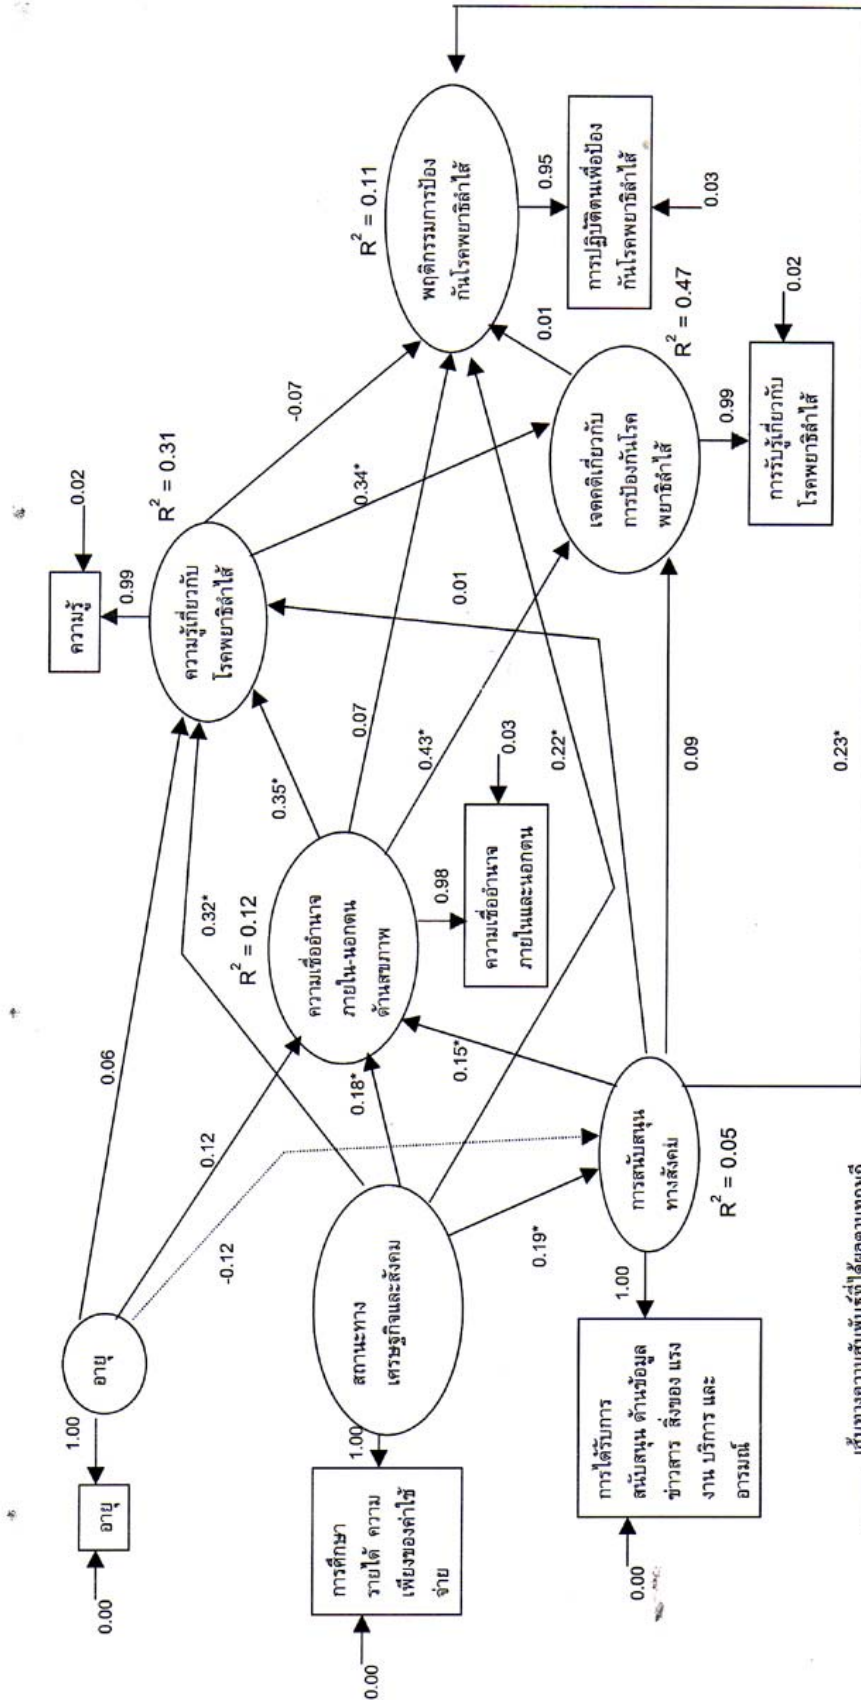 0.00
อายุ
1.00
อายุ
0.06
0.12
-0.12
ความรู้
0.99
0.02
ความรู้เกี่ยวกับ
โรคพยาธิลำไส้
R² = 0.31
0.32*
0.35*
-0.07
0.34*
R² = 0.12
ความเชื่ออำนาจ
ภายใน-นอกตน
ด้านสุขภาพ
0.98
ความเชื่ออำนาจ
ภายในและนอกตน
0.03
0.07
0.43*
0.01
0.22*
0.00
การศึกษา
รายได้ ความ
เพียงของค่าใช้
จ่าย
1.00
สถานะทาง
เศรษฐกิจและสังคม
0.18*
0.19*
0.15*
R² = 0.11
พฤติกรรมการป้อง
กันโรคพยาธิลำไส้
0.95
การปฏิบัติตนเพื่อป้อง
กันโรคพยาธิลำไส้
0.03
0.01
R² = 0.47
เจตคติเกี่ยวกับ
การป้องกันโรค
พยาธิลำไส้
0.99
การรับรู้เกี่ยวกับ
โรคพยาธิลำไส้
0.02
0.00
การได้รับการ
สนับสนุน ด้านข้อมูล
ข่าวสาร สิ่งของ แรง
งาน บริการ และ
อารมณ์
1.00
การสนับสนุน
ทางสังคม
R² = 0.05
0.09
0.23*